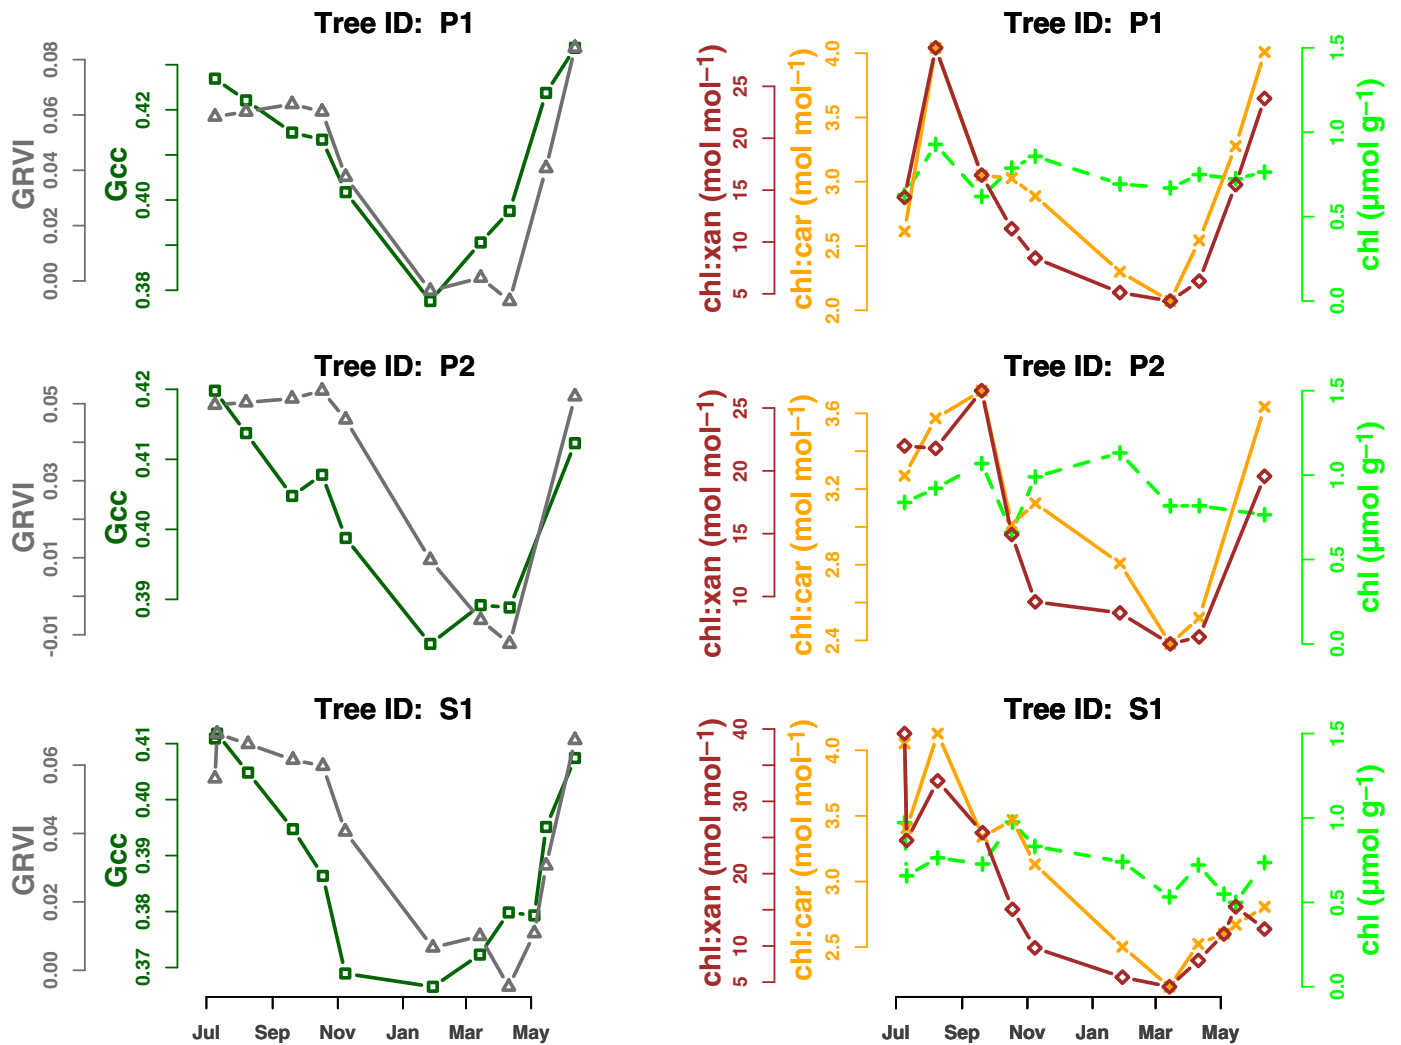 Tree ID:  P1
GRVI
0.00 0.02 0.04 0.06 0.08
Gcc
0.38 0.40 0.42
Tree ID:  P1
chl:xan (mol mol−1)
5 10 15 20 25
chl:car (mol mol−1)
2.0 2.5 3.0 3.5 4.0
0.0 0.5 1.0 1.5
chl (μmol g−1)
Tree ID:  P2
GRVI
-0.01 0.01 0.03 0.05
Gcc
0.39 0.40 0.41 0.42
Tree ID:  P2
chl:xan (mol mol−1)
10 15 20 25
chl:car (mol mol−1)
2.4 2.8 3.2 3.6
0.0 0.5 1.0 1.5
chl (μmol g−1)
Tree ID:  S1
GRVI
0.00 0.02 0.04 0.06
Gcc
0.37 0.38 0.39 0.40 0.41
Jul Sep Nov Jan Mar May
Tree ID:  S1
chl:xan (mol mol−1)
5 10 20 30 40
chl:car (mol mol−1)
2.5 3.0 3.5 4.0
0.0 0.5 1.0 1.5
chl (μmol g−1)
Jul Sep Nov Jan Mar May